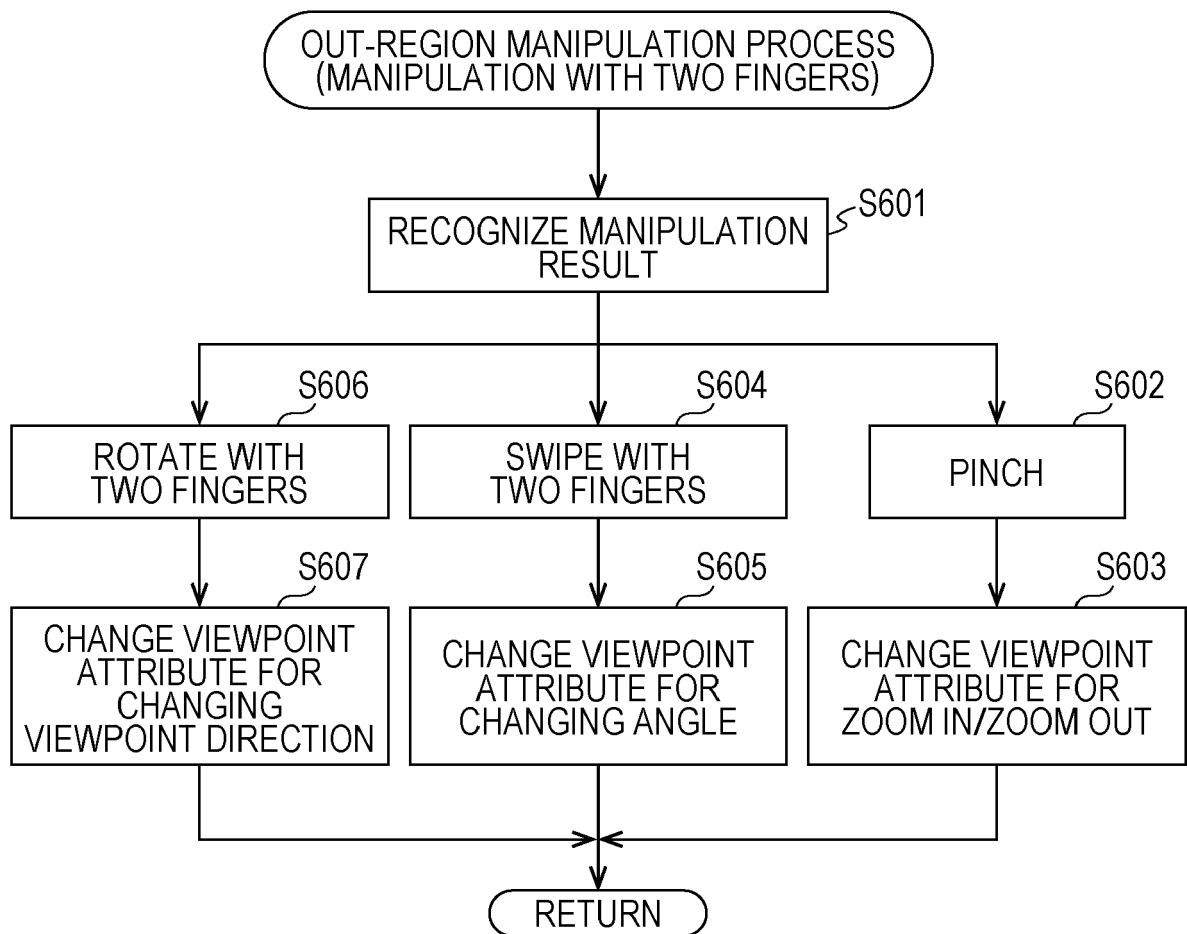 OUT-REGION MANIPULATION PROCESS
(MANIPULATION WITH TWO FINGERS)
S601
RECOGNIZE MANIPULATION
RESULT
S606
ROTATE WITH
TWO FINGERS
S604
SWIPE WITH
TWO FINGERS
S602
PINCH
S607
CHANGE VIEWPOINT
ATTRIBUTE FOR
CHANGING
VIEWPOINT DIRECTION
S605
CHANGE VIEWPOINT
ATTRIBUTE FOR
CHANGING ANGLE
S603
CHANGE VIEWPOINT
ATTRIBUTE FOR
ZOOM IN/ZOOM OUT
RETURN